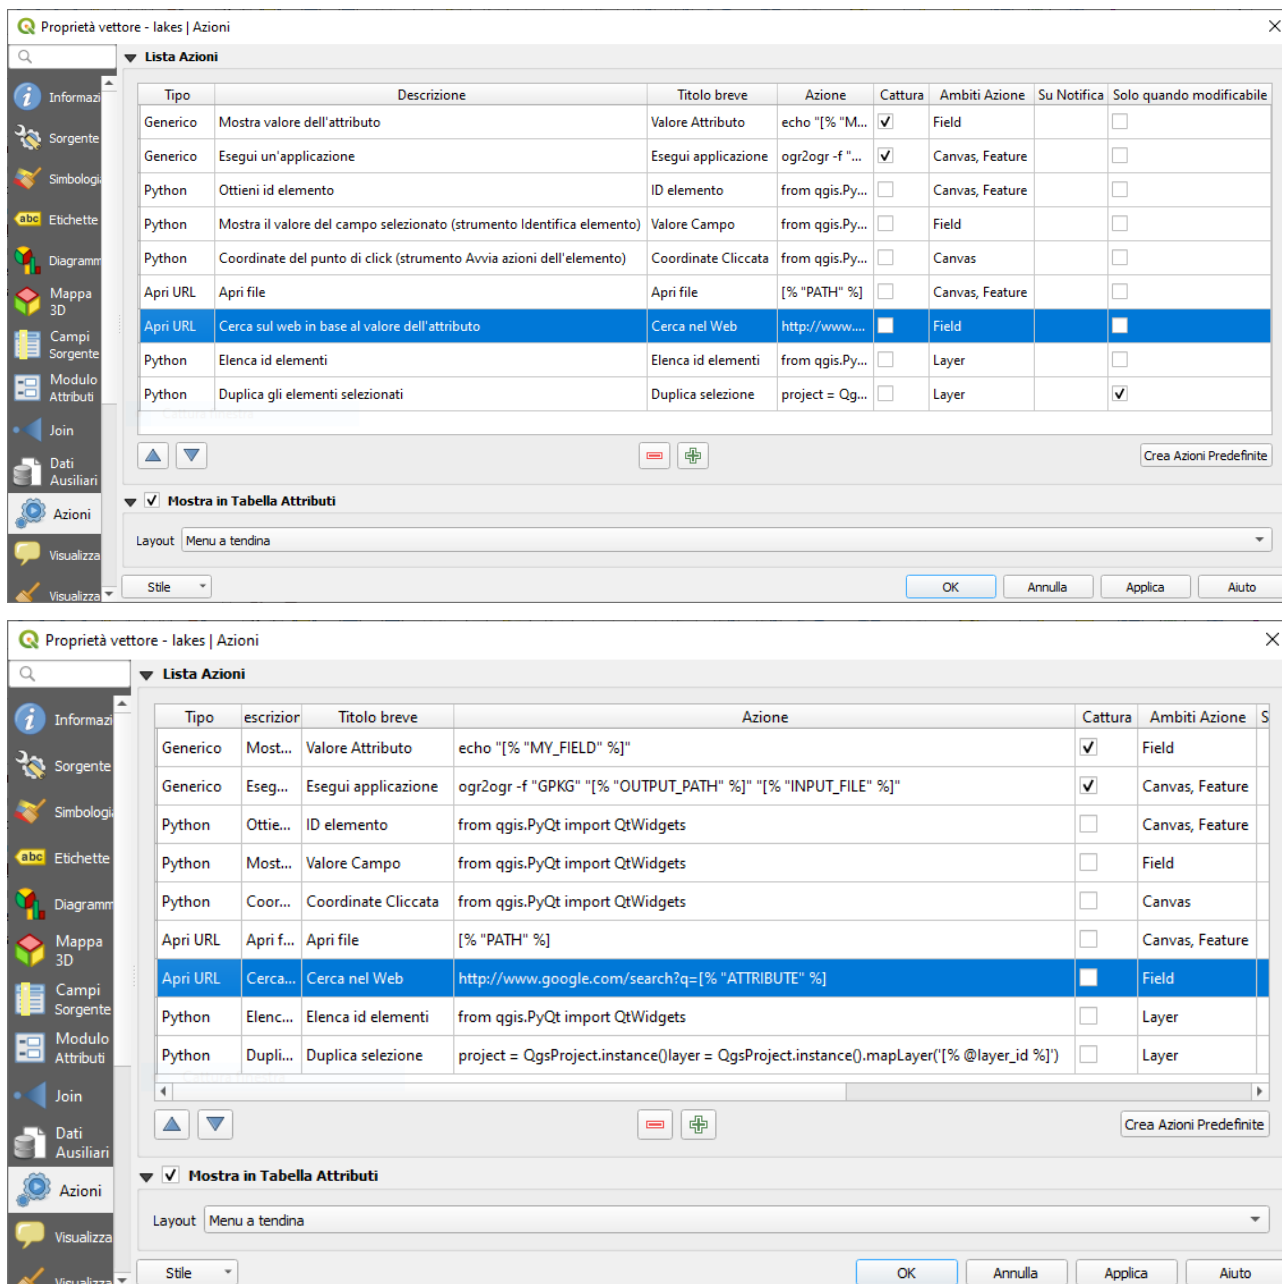 Proprietà vettore - lakes | Azioni
Lista Azioni
Tipo Descrizione Titolo breve Azione Cattura Ambiti Azione Su Notifica Solo quando modificabile
Generico Mostra valore dell'attributo Valore Attributo echo "[% "M... Field
Generico Esegui un'applicazione Esegui applicazione ogr2ogr -f "... Canvas, Feature
Python Ottieni id elemento ID elemento from qgis.Py... Canvas, Feature
Python Mostra il valore del campo selezionato (strumento Identifica elemento) Valore Campo from qgis.Py... Field
Python Coordinate del punto di click (strumento Avvia azioni dell'elemento) Coordinate Cliccata from qgis.Py... Canvas
Apri URL Apri file Apri file [% "PATH" %] Canvas, Feature
Apri URL Cerca sul web in base al valore dell'attributo Cerca nel Web http://www.... Field
Python Elenca id elementi Elenca id elementi from qgis.Py... Layer
Python Duplica gli elementi selezionati Duplica selezione project = Qg... Layer
Informazi
Sorgente
Simbologi
abc Etichette
Diagramm
Mappa
3D
Campi
Sorgente
Modulo
Attributi
Join
Dati
Ausiliari
Azioni
Visualizza
Visualizza
Crea Azioni Predefinite
Mostra in Tabella Attributi
Layout Menu a tendina
Stile OK Annulla Applica Aiuto
Proprietà vettore - lakes | Azioni
Lista Azioni
Tipo escrizior Titolo breve Azione Cattura Ambiti Azione S
Generico Most... Valore Attributo echo "[% "MY_FIELD" %]" Field
Generico Eseg... Esegui applicazione ogr2ogr -f "GPKG" "[% "OUTPUT_PATH" %]" "[% "INPUT_FILE" %]" Canvas, Feature
Python Ottie... ID elemento from qgis.PyQt import QtWidgets Canvas, Feature
Python Most... Valore Campo from qgis.PyQt import QtWidgets Field
Python Coor... Coordinate Cliccata from qgis.PyQt import QtWidgets Canvas
Apri URL Apri f... Apri file [% "PATH" %] Canvas, Feature
Apri URL Cerca... Cerca nel Web http://www.google.com/search?q=[% "ATTRIBUTE" %] Field
Python Elenc... Elenca id elementi from qgis.PyQt import QtWidgets Layer
Python Dupli... Duplica selezione project = QgsProject.instance()layer = QgsProject.instance().mapLayer('[% @layer_id %]') Layer
Informazi
Sorgente
Simbologi
abc Etichette
Diagramm
Mappa
3D
Campi
Sorgente
Modulo
Attributi
Join
Dati
Ausiliari
Azioni
Visualizza
Visualizza
Crea Azioni Predefinite
Mostra in Tabella Attributi
Layout Menu a tendina
Stile OK Annulla Applica Aiuto